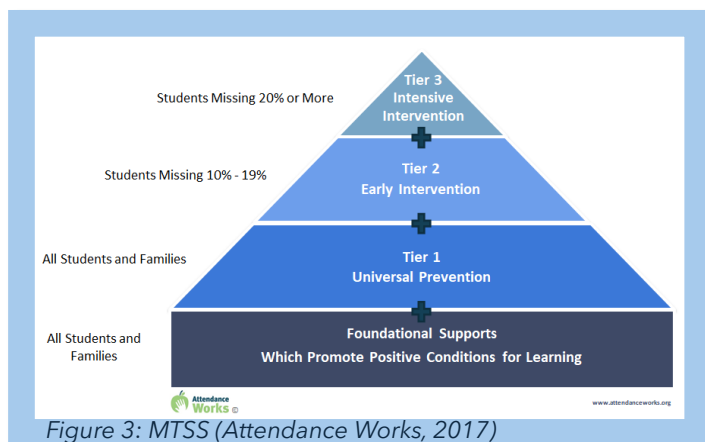 Tier 3
Intensive
Intervention
Students Missing 20% or More
Tier 2
Early Intervention
Students Missing 10% - 19%
Tier 1
Universal Prevention
All Students and Families
Foundational Supports
Which Promote Positive Conditions for Learning
All Students and
Families
Attendance
Works ©
www.attendanceworks.org
Figure 3: MTSS (Attendance Works, 2017)